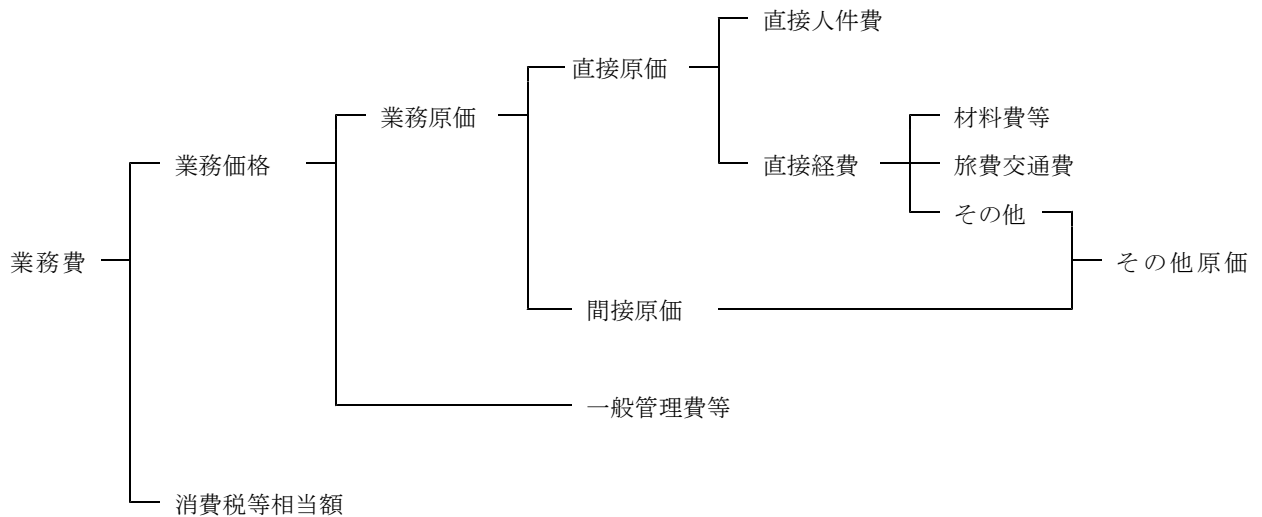 直接人件費
直接原価
業務原価
材料費等
業務価格
直接経費
旅費交通費
その他
業務費
その他原価
間接原価
一般管理費等
消費税等相当額